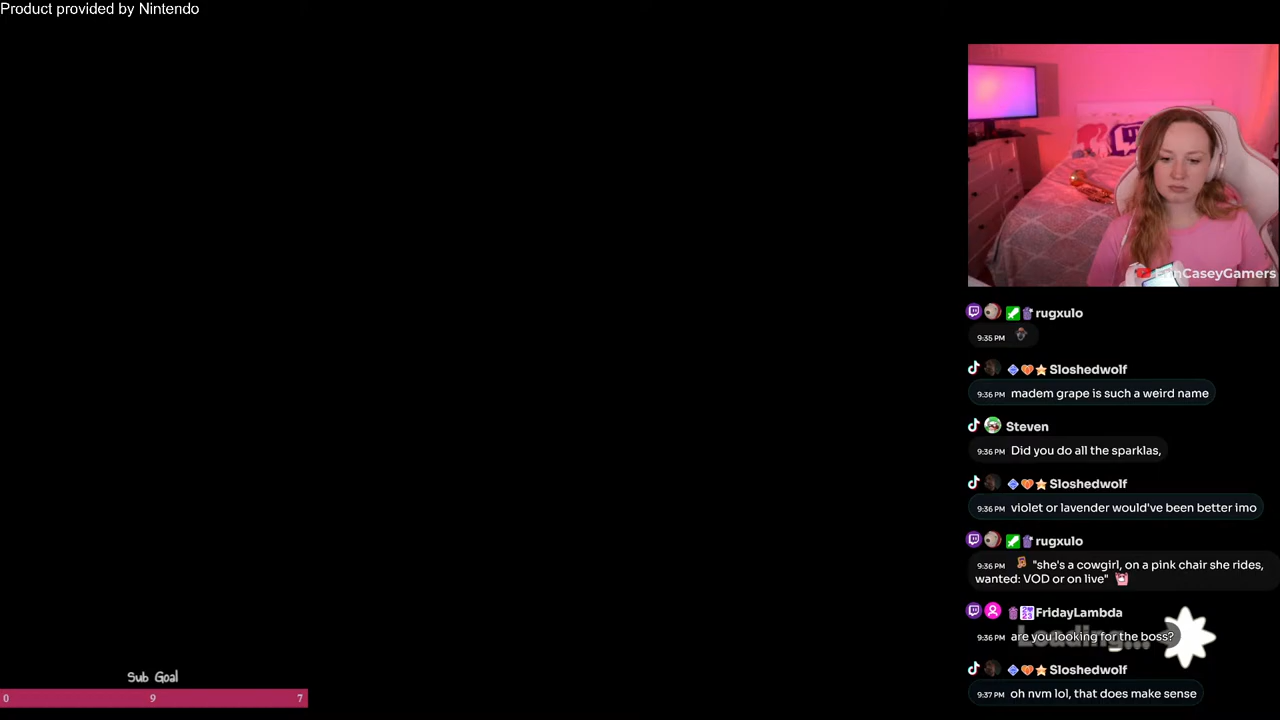 Product provided by Nintendo
CaseyGamers
rugxulo
9:35 PM
Sloshedwolf
9:36 PM madem grape is such a weird name
Steven
9:36 PM Did you do all the sparklas,
Sloshedwolf
9:36 PM violet or lavender would've been better imo
rugxulo
9:36 PM "she's a cowgirl, on a pink chair she rides,
wanted: VOD or on live"
FridayLambda
9:36 PM are you looking for the boss?
Loading...
Sloshedwolf
9:37 PM oh nvm lol, that does make sense
Sub Goal
0 9 7